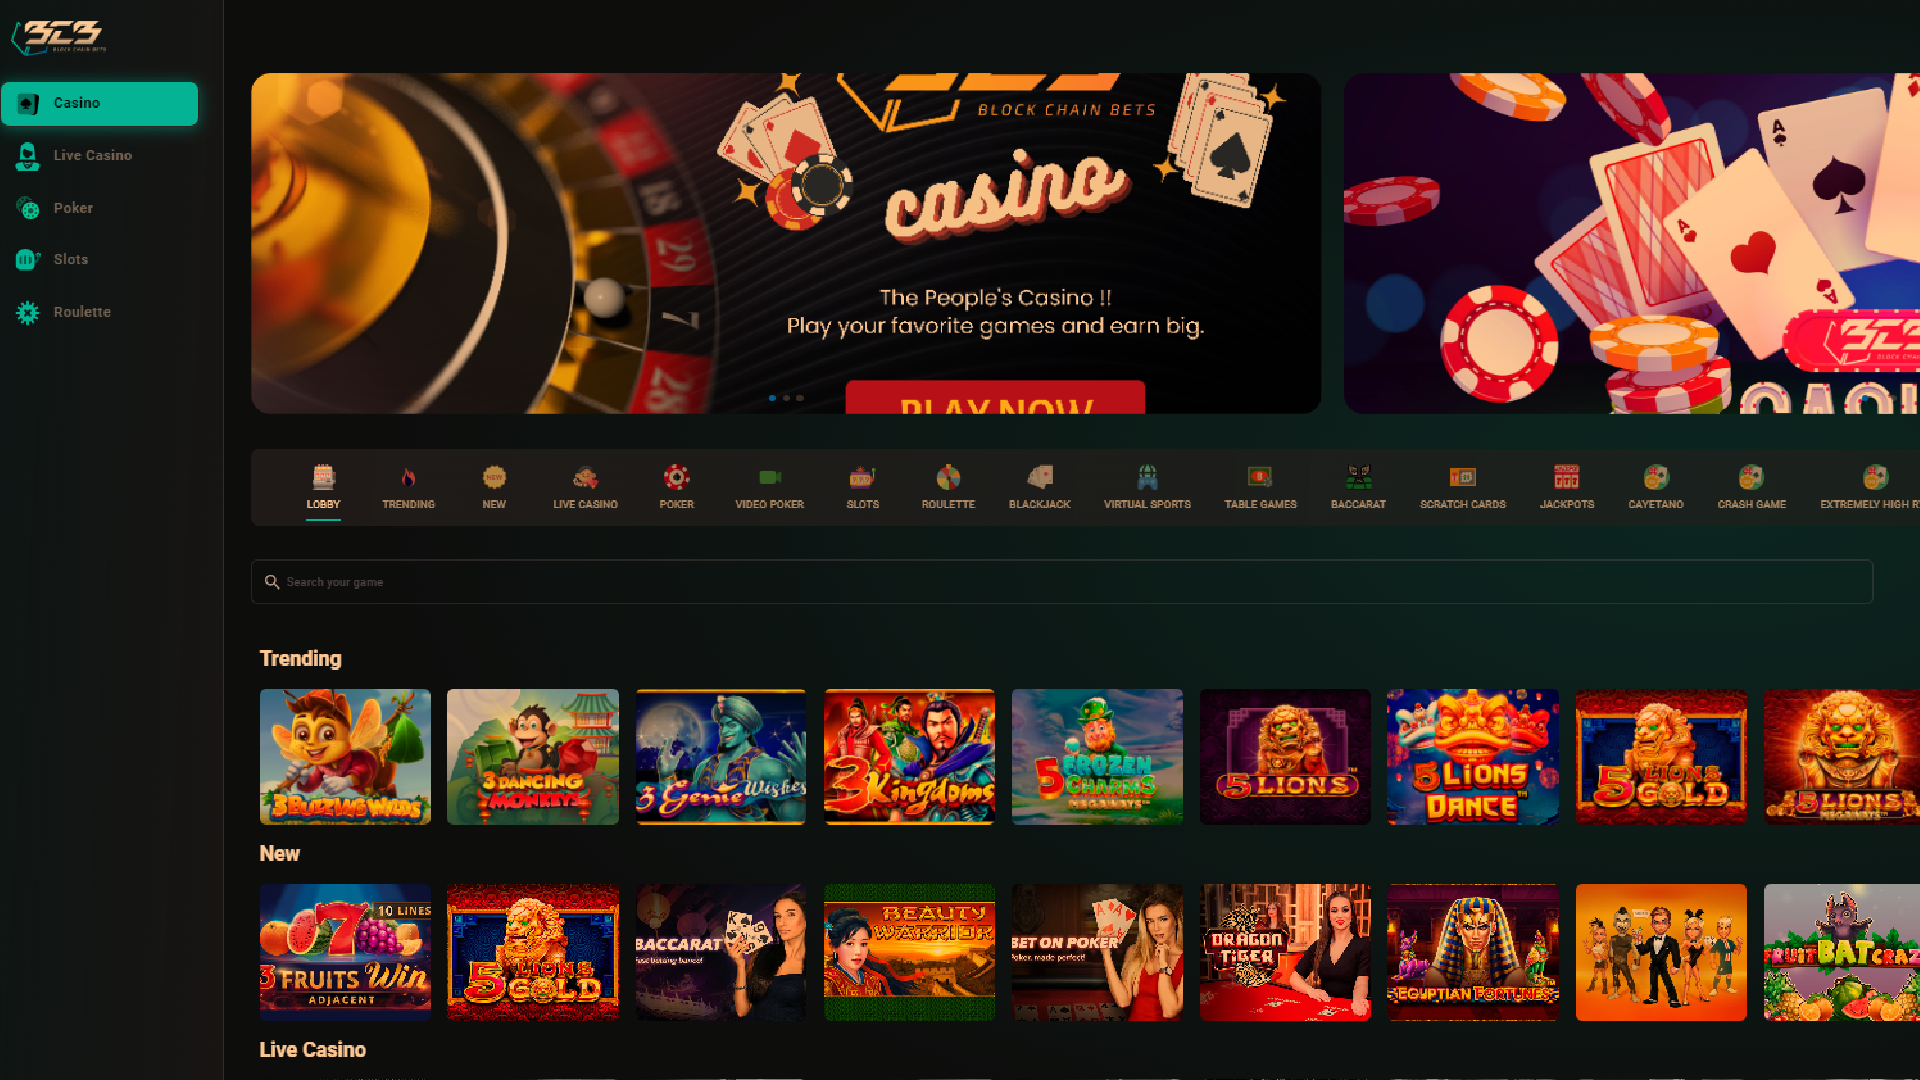 BCB
BLOCK CHAIN BETS
Casino
Live Casino
Poker
Slots
Roulette
BLOCK CHAIN BETS
casino
The People's Casino !!
Play your favorite games and earn big.
PLAY NOW
18
29
7
28
A
A
A
BCB
LOBBY
TRENDING
NEW
LIVE CASINO
POKER
VIDEO POKER
SLOTS
ROULETTE
BLACKJACK
VIRTUAL SPORTS
TABLE GAMES
BACCARAT
SCRATCH CARDS
JACKPOTS
CAYETANO
CRASH GAME
EXTREMELY HIGH
Search your game
Trending
3 BUZZING WILDS
3 DANCING
MONKEYS
3 Genie Wishes
3 Kingdoms
5 FROZEN
CHARMS
MEGAWAYS
5 LIONS
5 LIONS
DANCE
5 LIONS
GOLD
5 LIONS
MEGAWAYS
New
10 LINES
3 FRUITS Win
ADJACENT
5 LIONS
GOLD
BACCARAT
BEAUTY
WARRIOR
BET ON POKER
Poker, made perfect!
DRAGON
TIGER
EGYPTIAN FORTUNES
FRUIT BAT CRAZ
Live Casino